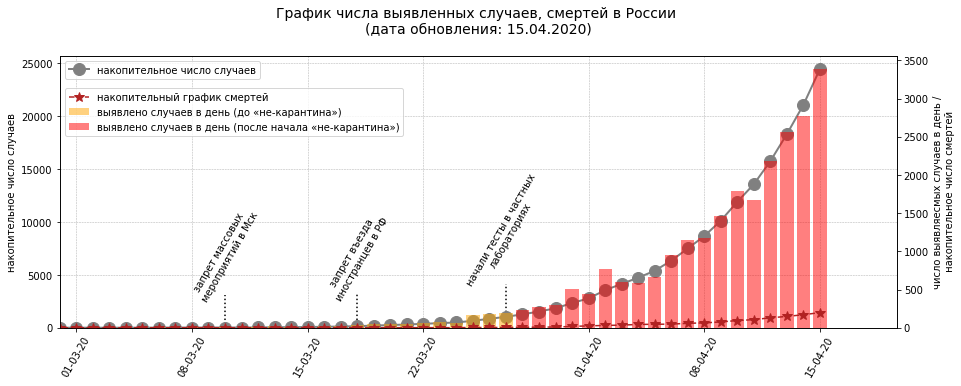 График числа выявленных случаев, смертей в России
(дата обновления: 15.04.2020)
накопительное число случаев
накопительный график смертей
выявлено случаев в день (до «не-карантина»)
выявлено случаев в день (после начала «не-карантина»)
накопительное число случаев
25000
20000
15000
10000
5000
0
запрет массовых
мероприятий в Мск
запрет въезда
иностранцев в РФ
начали тесты в частных
лабораториях
3500
3000
2500
2000
1500
1000
500
0
число выявляесмых случаев в день /
накопительное число смертей
01-03-20
08-03-20
15-03-20
22-03-20
01-04-20
08-04-20
15-04-20